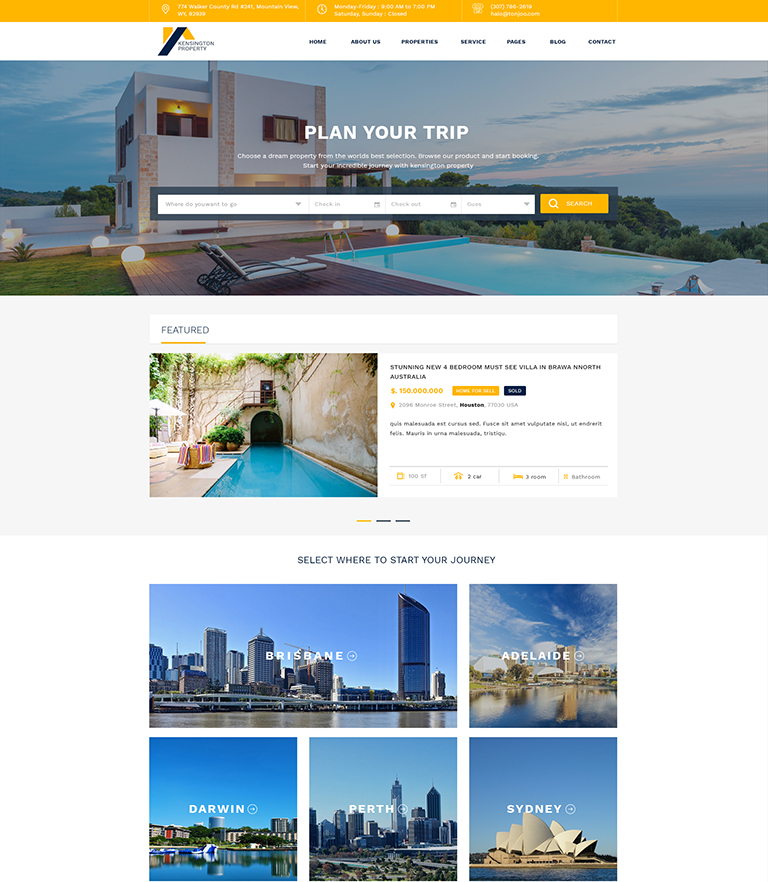 774 Walker County Rd #241, Mountain View,
WY, 82939
Monday-Friday : 9:00 AM to 7:00 PM
Saturday, Sunday : Closed
(307) 786-2619
halo@tonjoo.com
KENSINGTON
PROPERTY
HOME ABOUT US PROPERTIES SERVICE PAGES BLOG CONTACT
PLAN YOUR TRIP
Choose a dream property from the worlds best selection. Browse our product and start booking.
Start your incredible journey with kensington property
Where do youwant to go Check in Check out Gues SEARCH
FEATURED
STUNNING NEW 4 BEDROOM MUST SEE VILLA IN BRAWA NNORTH
AUSTRALIA
$. 150.000.000 HOME FOR SELL SOLD
2096 Monroe Street, Houston, 77030 USA
quis malesuada est cursus sed. Fusce sit amet vulputate nisl, ut endrerit
felis. Mauris in urna malesuada, tristiqu.
100 Sf 2 car 3 room Bathroom
SELECT WHERE TO START YOUR JOURNEY
BRISBANE
ADELAIDE
DARWIN
PERTH
SYDNEY